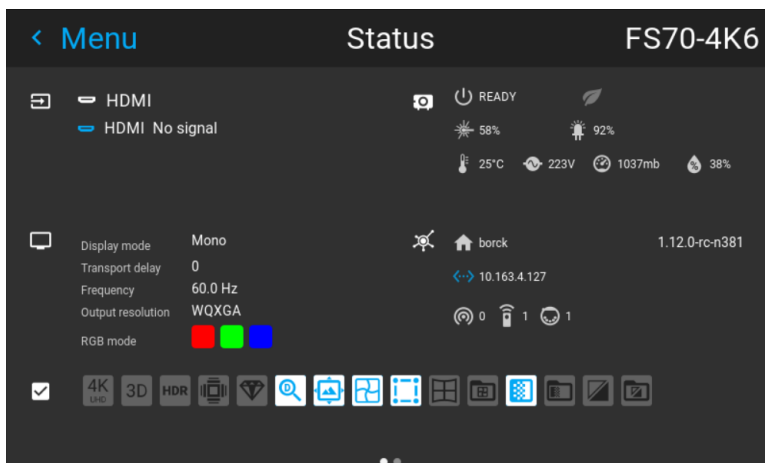 Menu Status FS70-4K6
HDMI
HDMI No signal
READY
58% 92%
25°C 223V 1037mb 38%
Display mode Mono
Transport delay 0
Frequency 60.0 Hz
Output resolution WQXGA
RGB mode
borck 1.12.0-rc-n381
10.163.4.127
0 1 1
4K UHD 3D HDR D